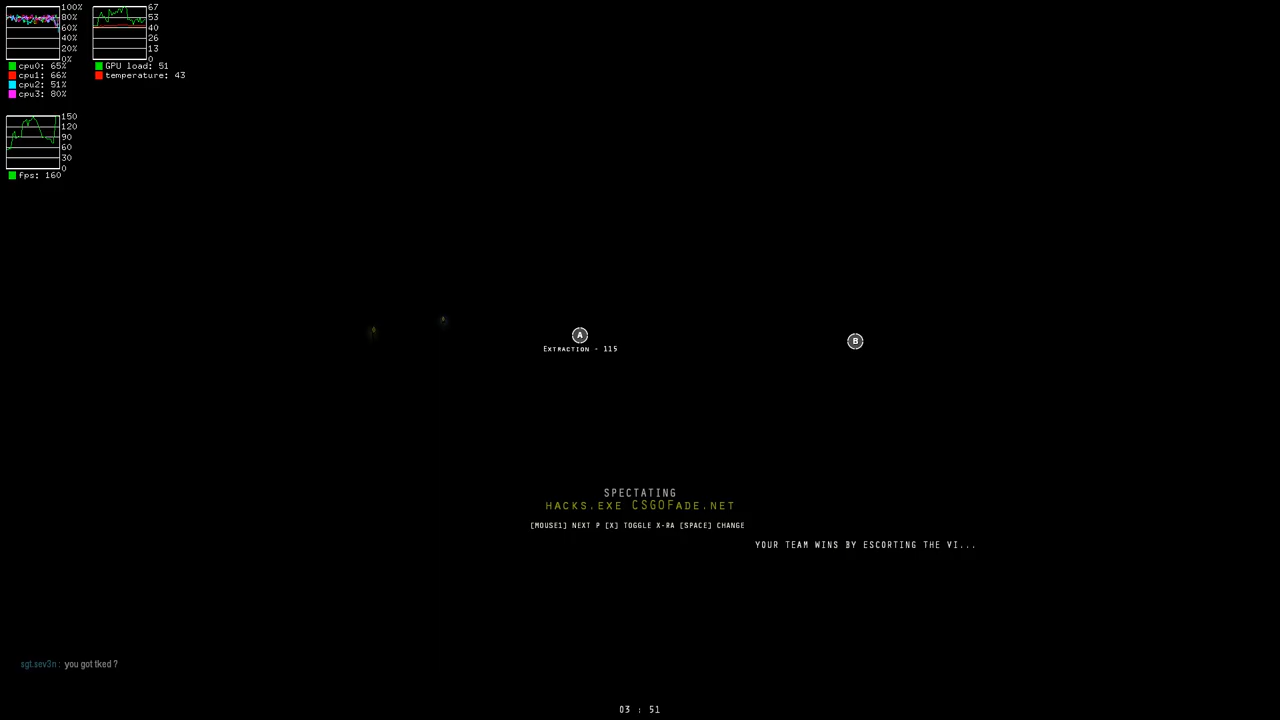 100%
80%
60%
40%
20%
0%
cpu0: 65%
cpu1: 66%
cpu2: 51%
cpu3: 80%
67
53
40
26
13
0
GPU load: 51
temperature: 43
150
120
90
60
30
0
fps: 160
A
Extraction - 115
B
SPECTATING
HACKS.EXE CSGOFADE.NET
[MOUSE1] NEXT P [X] TOGGLE X-RA [SPACE] CHANGE
YOUR TEAM WINS BY ESCORTING THE VI...
sgt.sev3n : you got tked ?
03 : 51